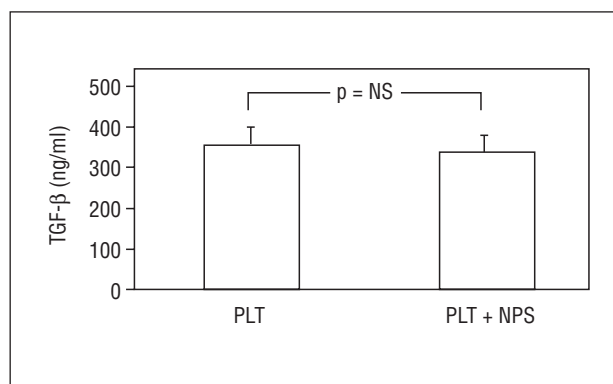 p = NS
TGF-β (ng/ml)
500
400
300
200
100
0
PLT
PLT + NPS